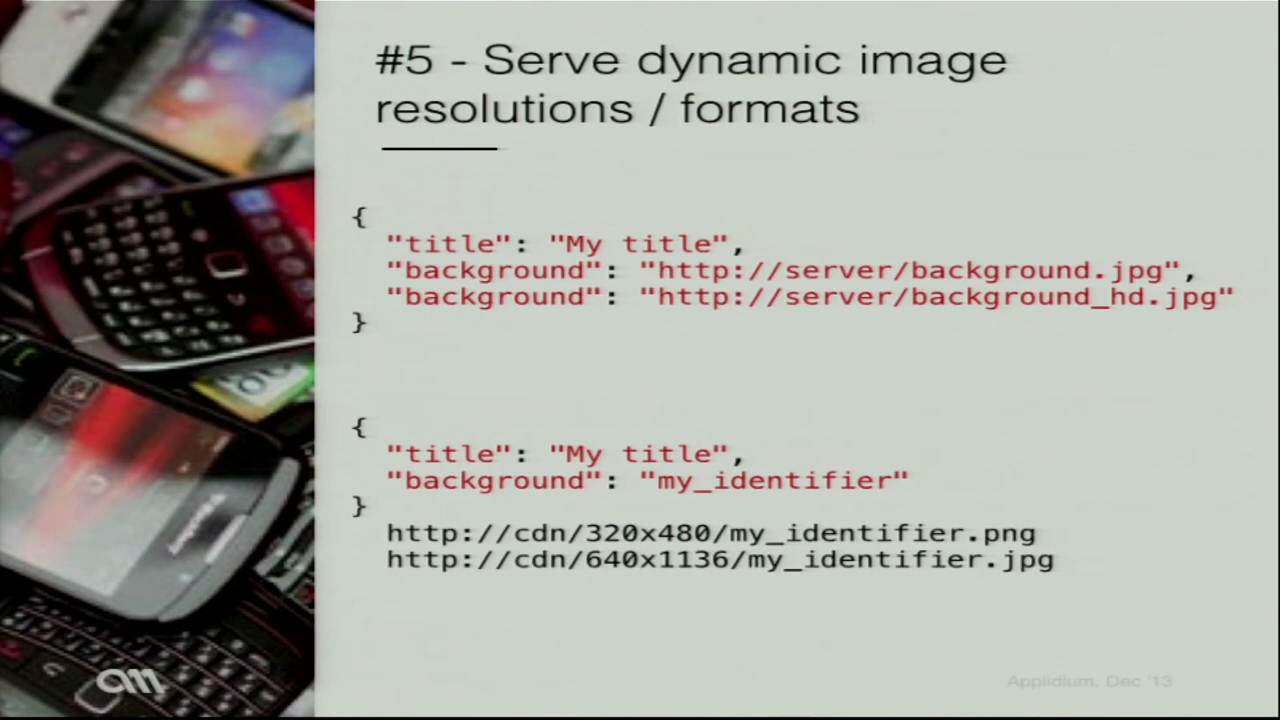 #5 - Serve dynamic image
resolutions / formats
{
"title": "My title",
"background": "http://server/background.jpg",
"background": "http://server/background_hd.jpg"
}
{
"title": "My title",
"background": "my_identifier"
}
http://cdn/320x480/my_identifier.png
http://cdn/640x1136/my_identifier.jpg
am
Applidium, Dec '13